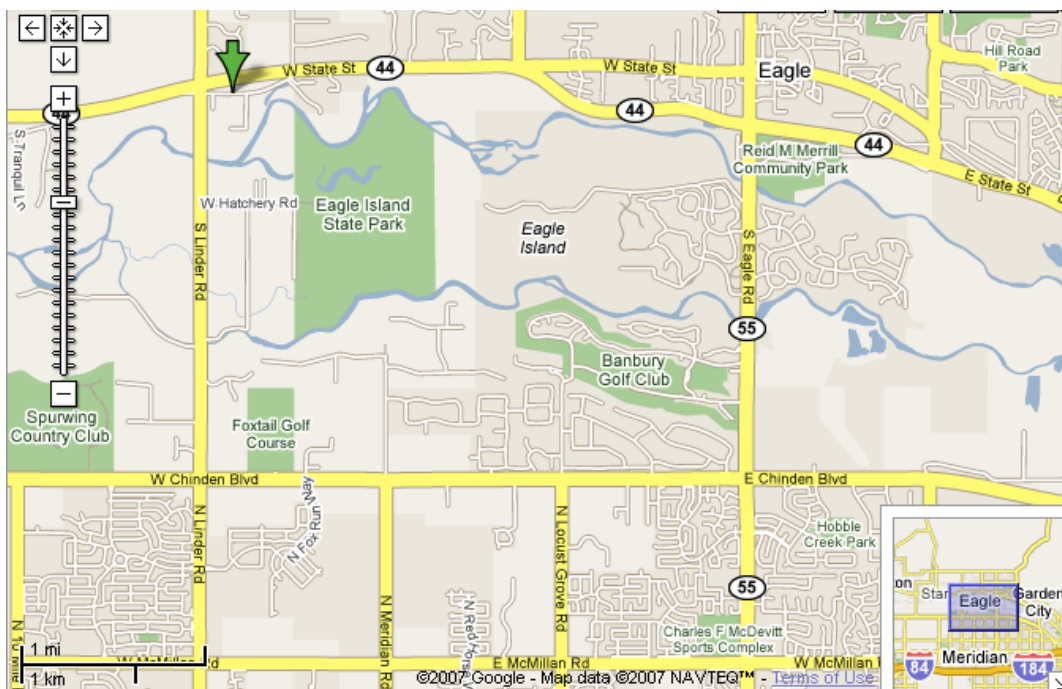 W State St
44
W State St
Eagle
Hill Road
Park
44
44
44
Reid M Merrill
Community Park
E State St
S Tranquil Ln
W Hatchery Rd
Eagle Island
State Park
Eagle
Island
S Linder Rd
S Eagle Rd
55
Banbury
Golf Club
Spurwing
Country Club
Foxtail Golf
Course
W Chinden Blvd
E Chinden Blvd
N Fox Run Way
N Linder Rd
N Locust Grove Rd
Hobble
Creek Park
N Meridian Rd
55
Charles F McDevitt
Sports Complex
1 mi
1 km
W McMillan Rd
E McMillan Rd
W McMillan
©2007 Google - Map data ©2007 NAVTEQ™ - Terms of Use
Star
Eagle
Garden
City
Meridian
84
184